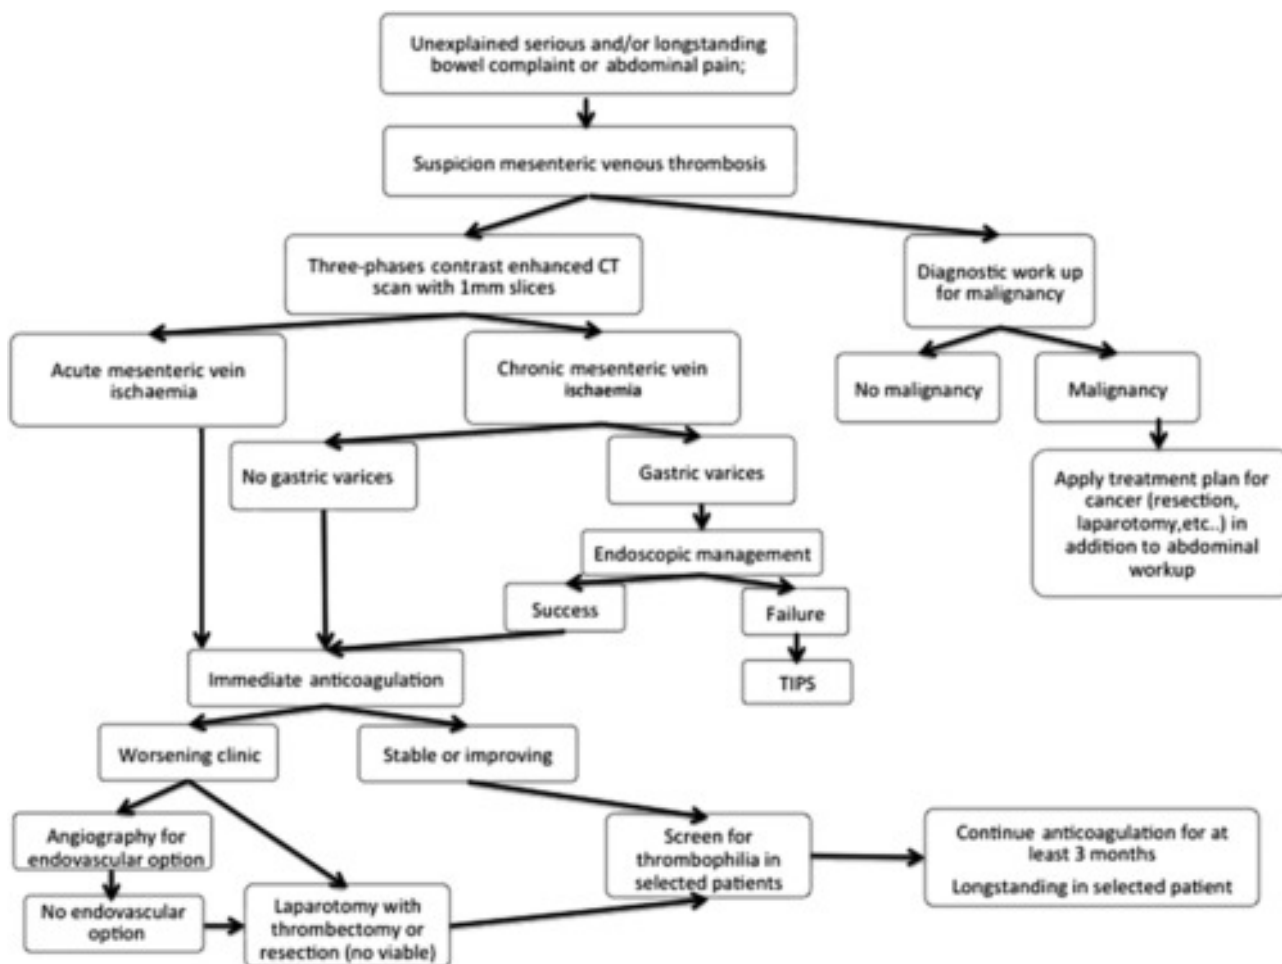 Unexplained serious and/or longstanding
bowel complaint or abdominal pain;
Suspicion mesenteric venous thrombosis
Three-phases contrast enhanced CT
scan with 1mm slices
Diagnostic work up
for malignancy
Acute mesenteric vein
ischaemia
Chronic mesenteric vein
ischaemia
No malignancy
Malignancy
No gastric varices
Gastric varices
Apply treatment plan for
cancer (resection,
laparotomy,etc..) in
addition to abdominal
workup
Endoscopic management
Success
Failure
Immediate anticoagulation
TIPS
Worsening clinic
Stable or improving
Angiography for
endovascular option
Screen for
thrombophilia in
selected patients
Continue anticoagulation for at
least 3 months
Longstanding in selected patient
No endovascular
option
Laparotomy with
thrombectomy or
resection (no viable)